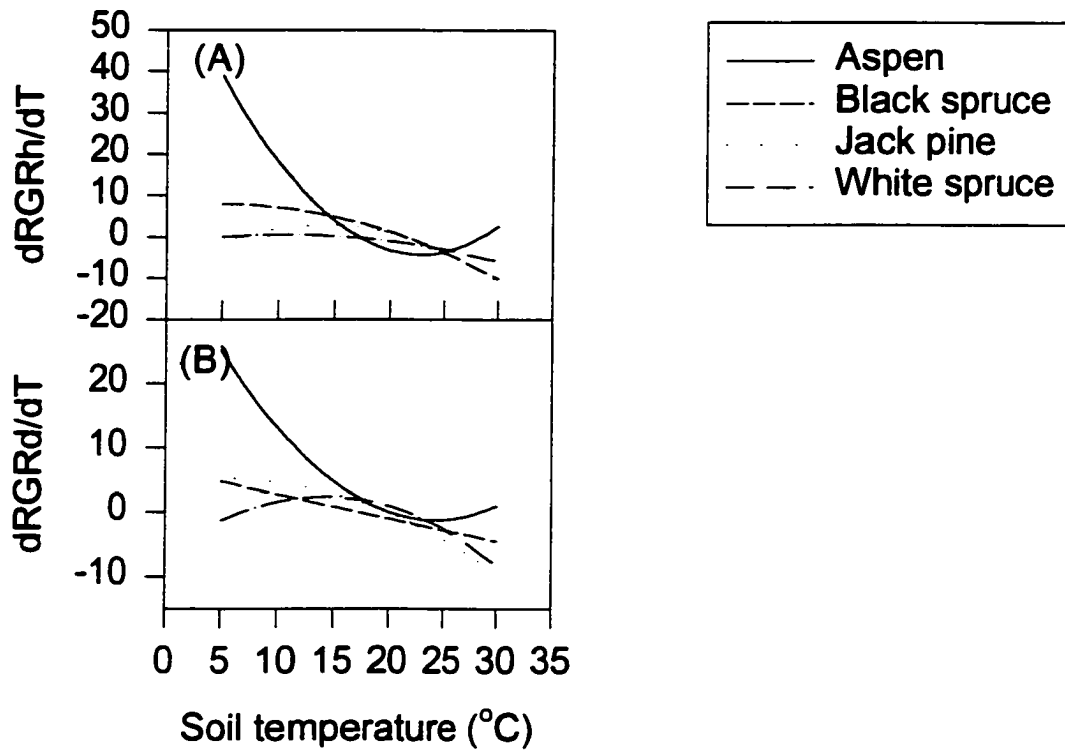 50
40
30
20
10
0
-10
-20
dRGRh/dT
(A)
20
10
0
-10
dRGRd/dT
(B)
0 5 10 15 20 25 30 35
Soil temperature (°C)
Aspen
Black spruce
Jack pine
White spruce